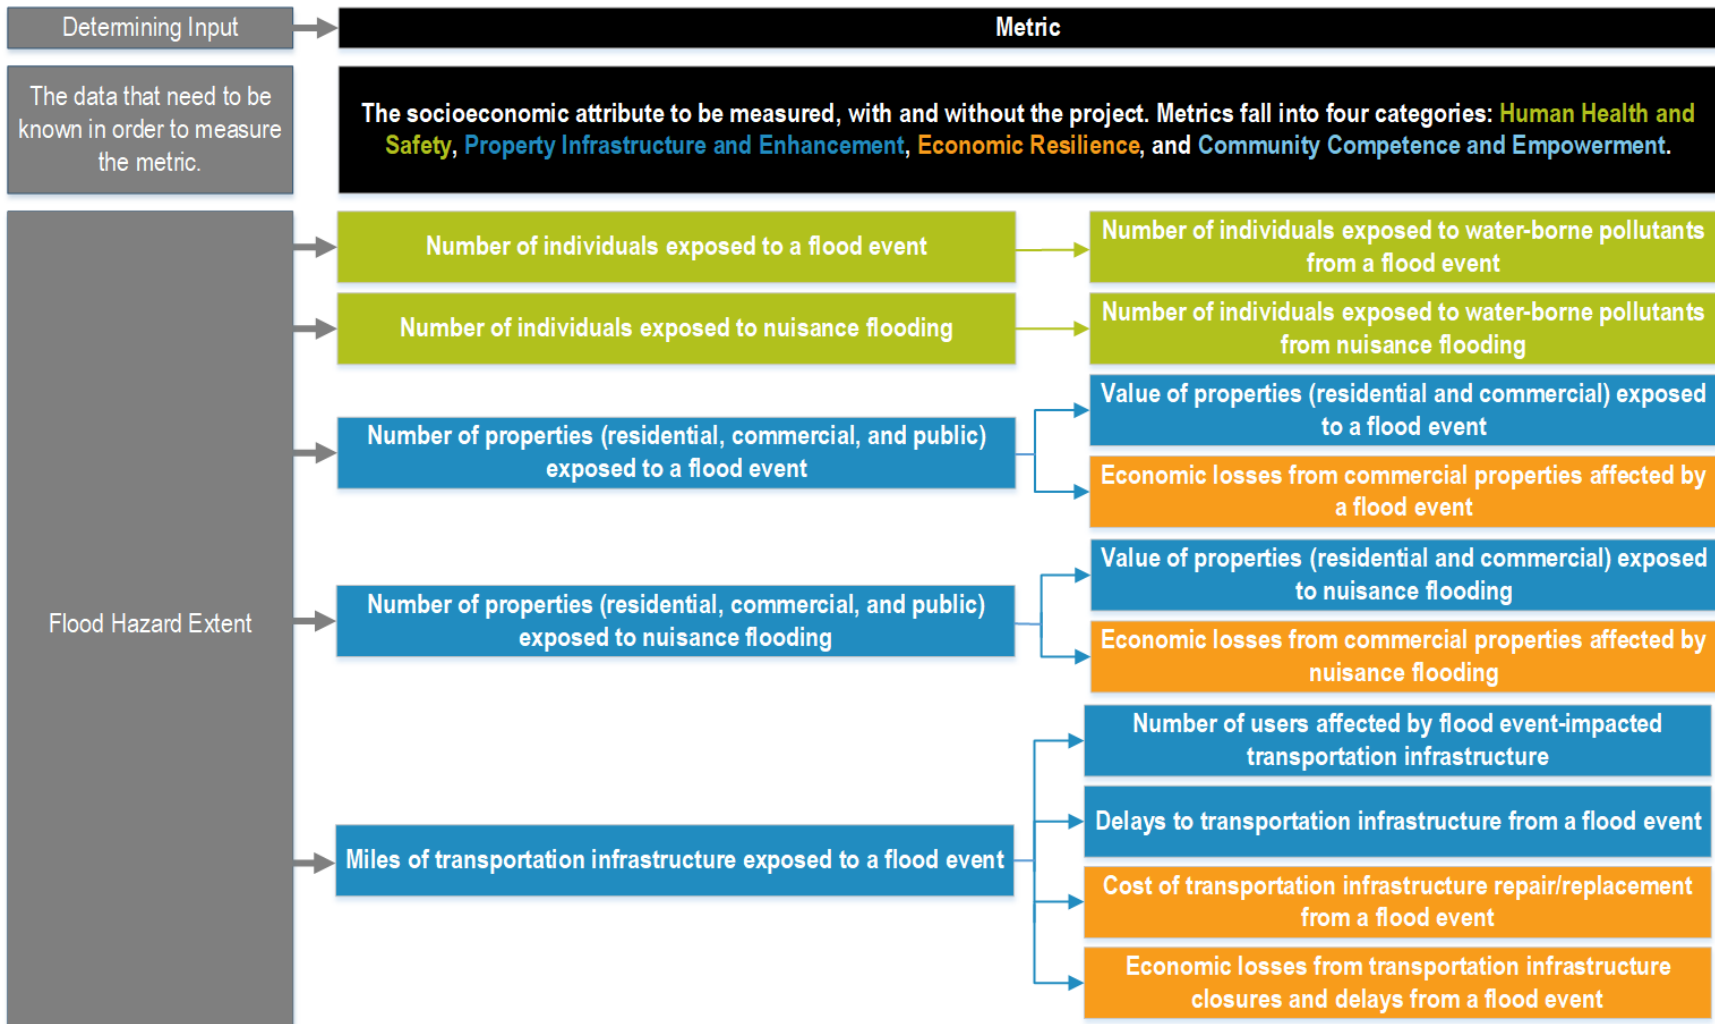 Determining Input
Metric
The data that need to be
known in order to measure
the metric.
The socioeconomic attribute to be measured, with and without the project. Metrics fall into four categories: Human Health and
Safety, Property Infrastructure and Enhancement, Economic Resilience, and Community Competence and Empowerment.
Flood Hazard Extent
Number of individuals exposed to a flood event
Number of individuals exposed to water-borne pollutants
from a flood event
Number of individuals exposed to nuisance flooding
Number of individuals exposed to water-borne pollutants
from nuisance flooding
Number of properties (residential, commercial, and public)
exposed to a flood event
Value of properties (residential and commercial) exposed
to a flood event
Economic losses from commercial properties affected by
a flood event
Number of properties (residential, commercial, and public)
exposed to nuisance flooding
Value of properties (residential and commercial) exposed
to nuisance flooding
Economic losses from commercial properties affected by
nuisance flooding
Miles of transportation infrastructure exposed to a flood event
Number of users affected by flood event-impacted
transportation infrastructure
Delays to transportation infrastructure from a flood event
Cost of transportation infrastructure repair/replacement
from a flood event
Economic losses from transportation infrastructure
closures and delays from a flood event